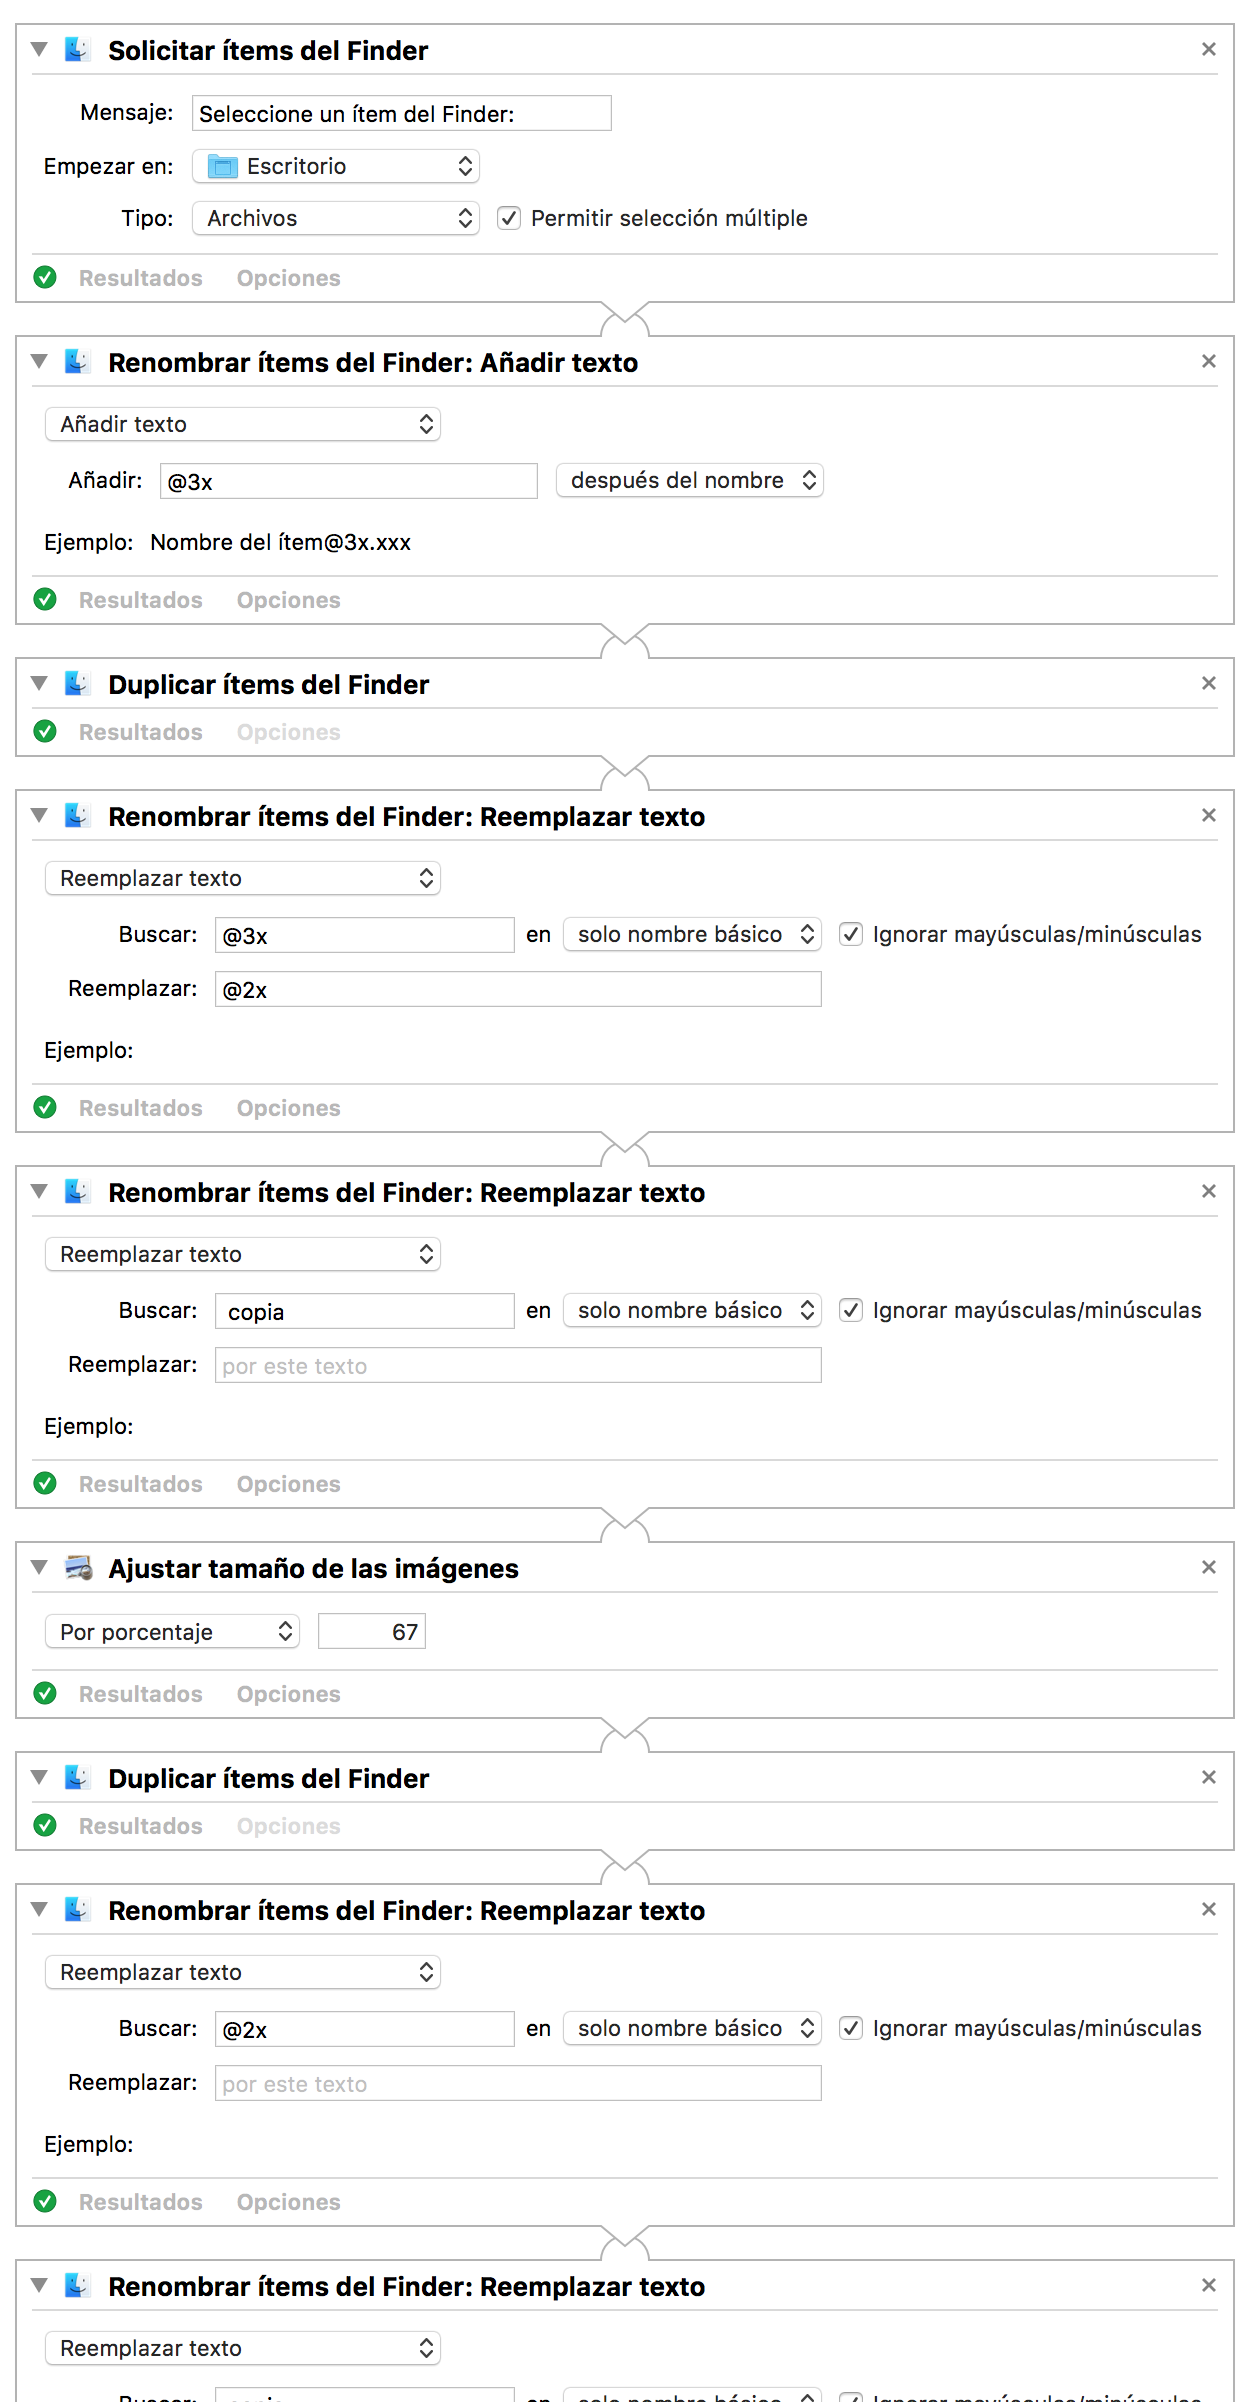 Solicitar ítems del Finder
Mensaje: Seleccione un ítem del Finder:
Empezar en: Escritorio
Tipo: Archivos Permitir selección múltiple
Resultados Opciones
Renombrar ítems del Finder: Añadir texto
Añadir texto
Añadir: @3x después del nombre
Ejemplo: Nombre del ítem@3x.xxx
Resultados Opciones
Duplicar ítems del Finder
Resultados Opciones
Renombrar ítems del Finder: Reemplazar texto
Reemplazar texto
Buscar: @3x en solo nombre básico Ignorar mayúsculas/minúsculas
Reemplazar: @2x
Ejemplo:
Resultados Opciones
Renombrar ítems del Finder: Reemplazar texto
Reemplazar texto
Buscar: copia en solo nombre básico Ignorar mayúsculas/minúsculas
Reemplazar: por este texto
Ejemplo:
Resultados Opciones
Ajustar tamaño de las imágenes
Por porcentaje 67
Resultados Opciones
Duplicar ítems del Finder
Resultados Opciones
Renombrar ítems del Finder: Reemplazar texto
Reemplazar texto
Buscar: @2x en solo nombre básico Ignorar mayúsculas/minúsculas
Reemplazar: por este texto
Ejemplo:
Resultados Opciones
Renombrar ítems del Finder: Reemplazar texto
Reemplazar texto